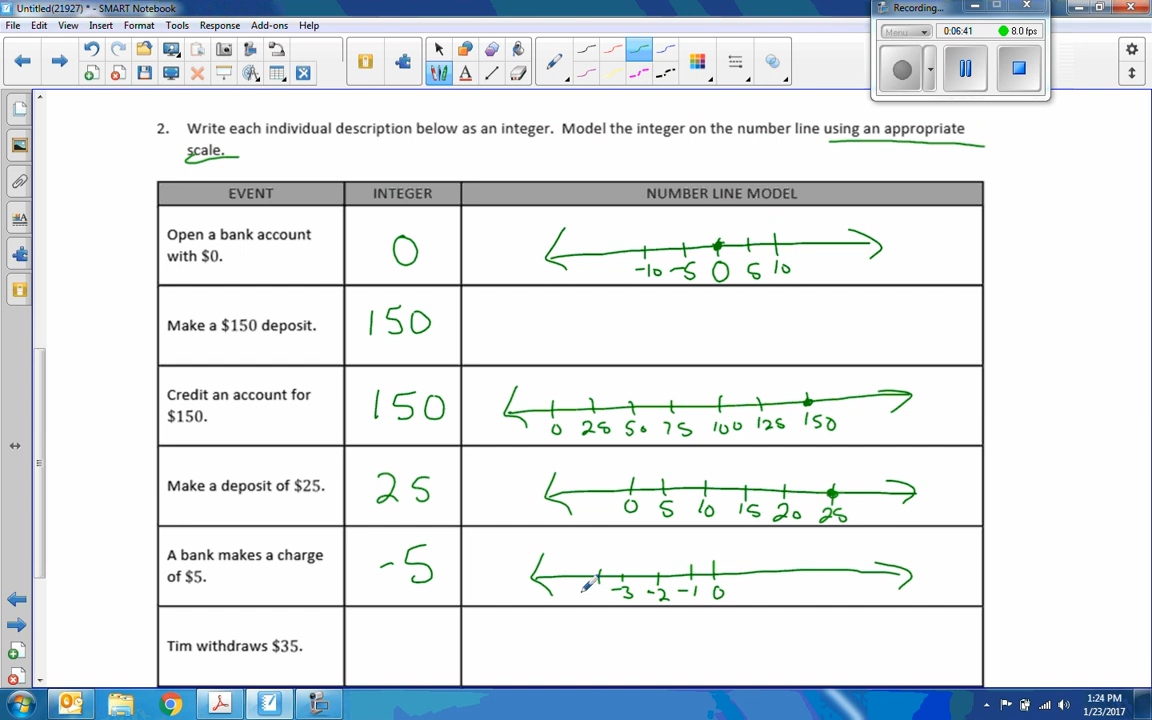 Untitled(21927) * - SMART Notebook
Recording...
File Edit View Insert Format Tools Response Add-ons Help
Menu 0:06:41 8.0 fps
2. Write each individual description below as an integer. Model the integer on the number line using an appropriate
scale.
EVENT INTEGER NUMBER LINE MODEL
Open a bank account
with $0.
0
-10 -5 0 5 10
Make a $150 deposit.
150
Credit an account for
$150.
150
0 25 50 75 100 125 150
Make a deposit of $25.
25
0 5 10 15 20 25
A bank makes a charge
of $5.
-5
-3 -2 -1 0
Tim withdraws $35.
1:24 PM
1/23/2017